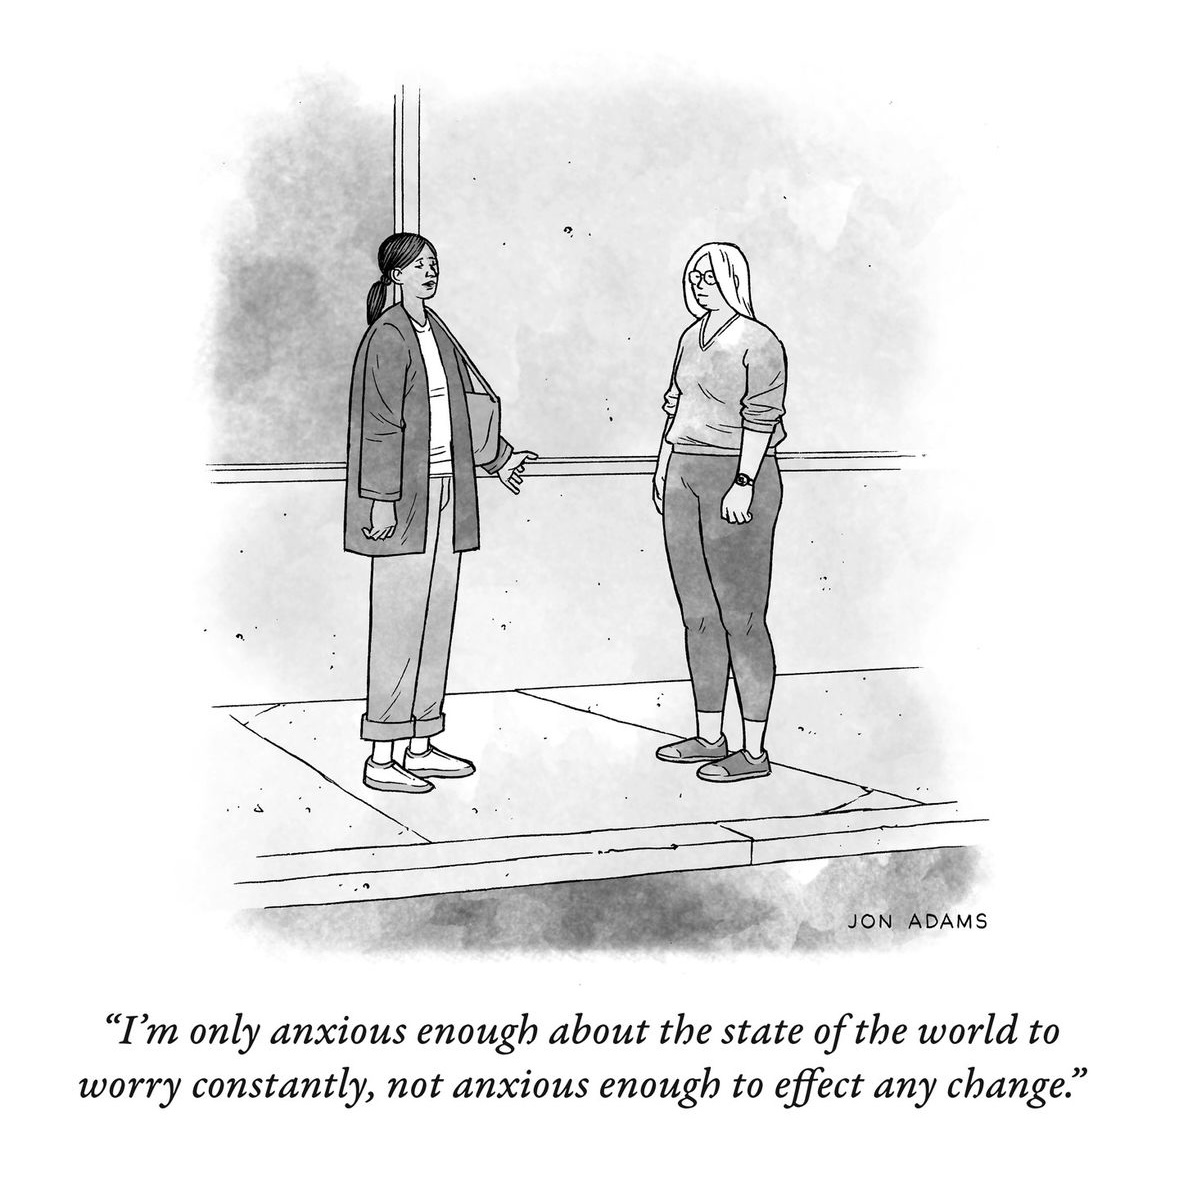 JON ADAMS
“I’m only anxious enough about the state of the world to
worry constantly, not anxious enough to effect any change.”